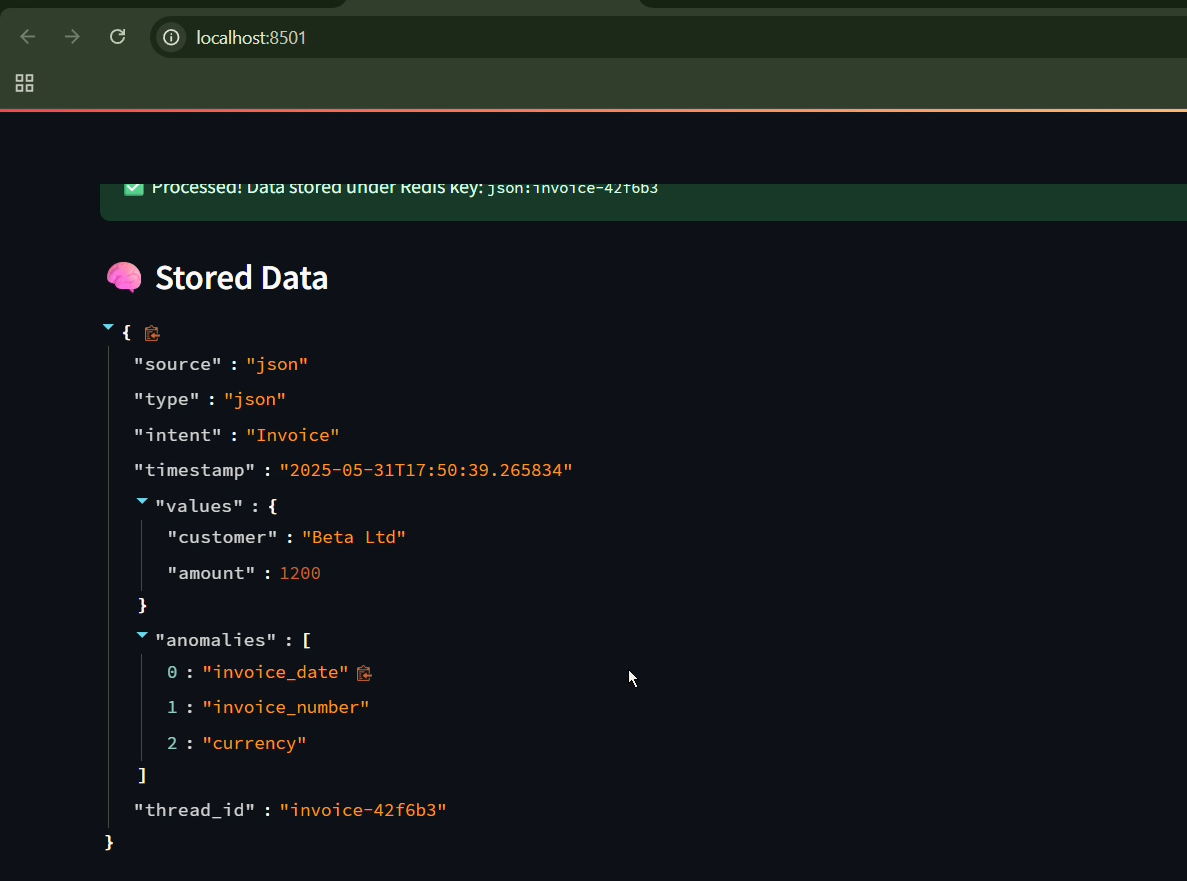 localhost:8501
✅ Processed! Data stored under Redis key: json:invoice-42f6b3
🧠 Stored Data
{
"source" : "json"
"type" : "json"
"intent" : "Invoice"
"timestamp" : "2025-05-31T17:50:39.265834"
"values" : {
"customer" : "Beta Ltd"
"amount" : 1200
}
"anomalies" : [
0 : "invoice_date"
1 : "invoice_number"
2 : "currency"
]
"thread_id" : "invoice-42f6b3"
}